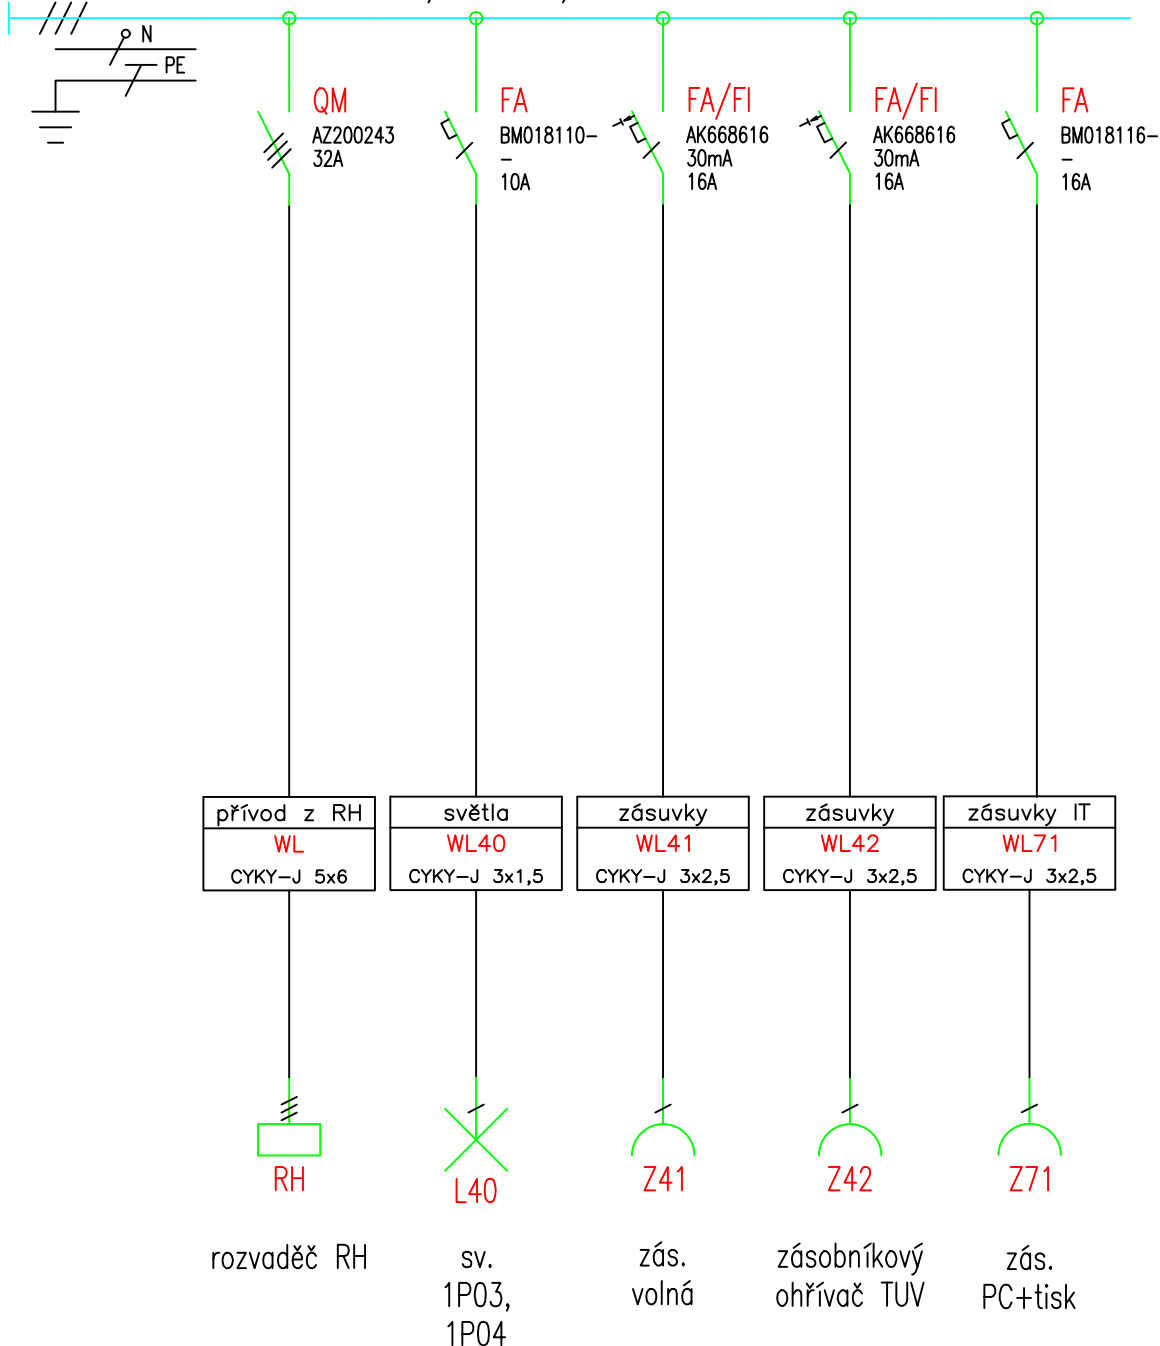 N
PE
QM
AZ200243
32A
FA
BM018110-
-
10A
FA/FI
AK668616
30mA
16A
FA/FI
AK668616
30mA
16A
FA
BM018116-
-
16A
přívod z RH
WL
CYKY-J 5x6
světla
WL40
CYKY-J 3x1,5
zásuvky
WL41
CYKY-J 3x2,5
zásuvky
WL42
CYKY-J 3x2,5
zásuvky IT
WL71
CYKY-J 3x2,5
RH
L40
Z41
Z42
Z71
rozvaděč RH
sv.
1P03,
1P04
zás.
volná
zásobníkový
ohřívač TUV
zás.
PC+tisk